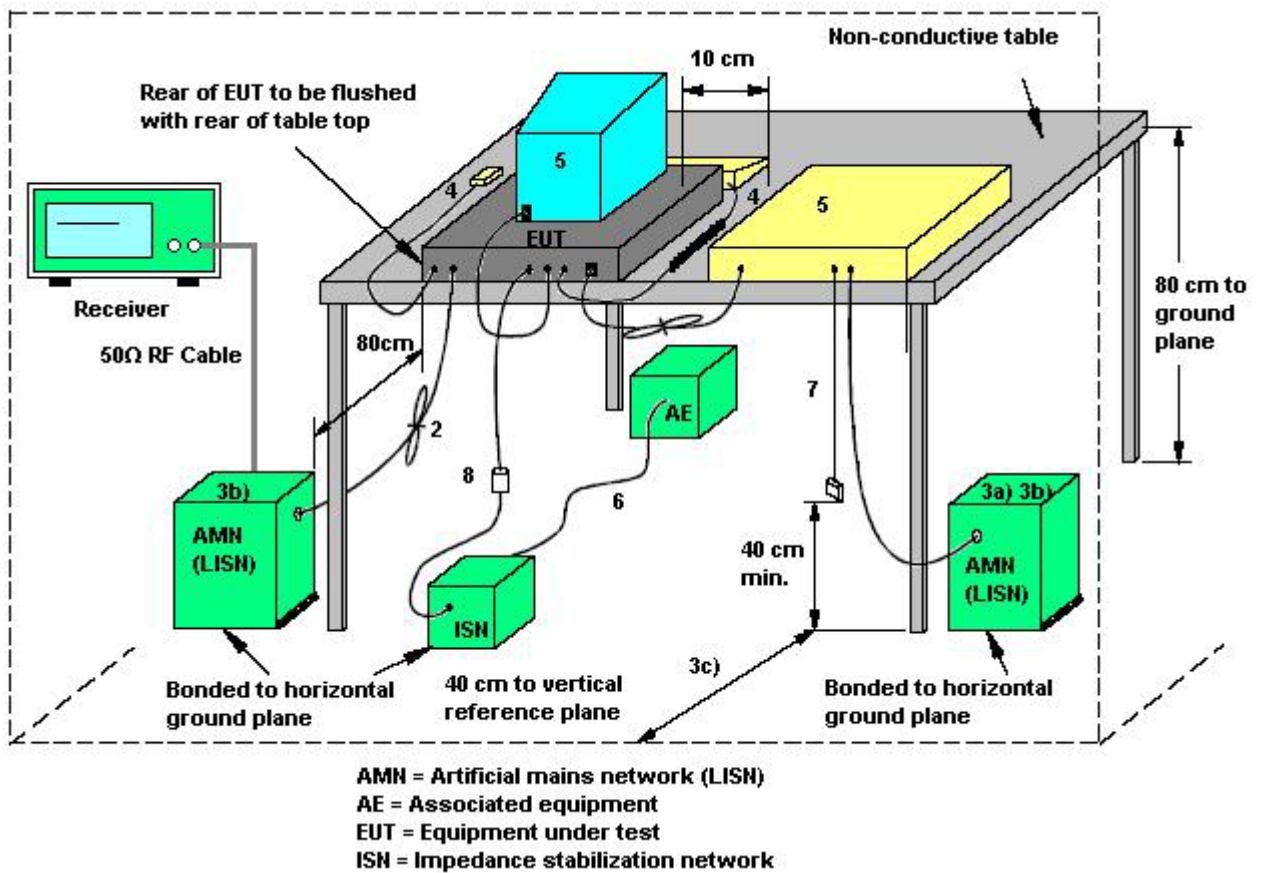 Non-conductive table
10 cm
Rear of EUT to be flushed
with rear of table top
5
4
4
5
EUT
Receiver
80 cm to
ground
plane
50Ω RF Cable
80cm
7
AE
2
8
3b)
6
3a) 3b)
AMN
(LISN)
40 cm
min.
AMN
(LISN)
ISN
3c)
Bonded to horizontal
ground plane
40 cm to vertical
reference plane
Bonded to horizontal
ground plane
AMN = Artificial mains network (LISN)
AE = Associated equipment
EUT = Equipment under test
ISN = Impedance stabilization network